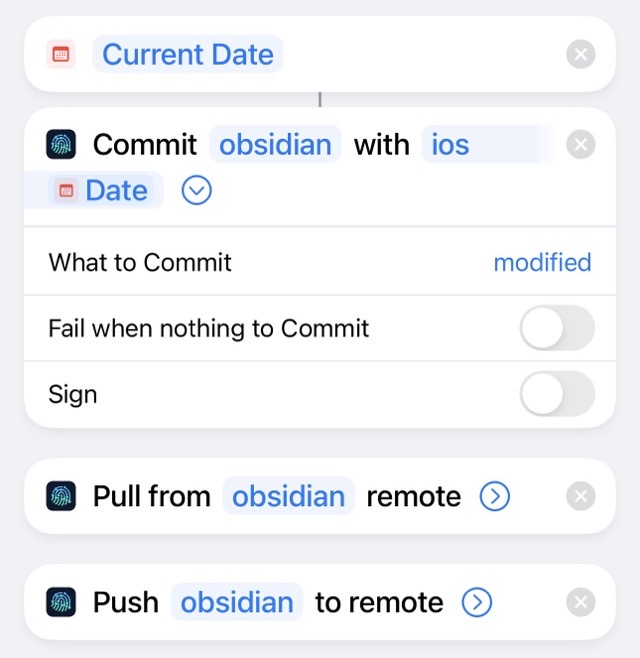 Current Date
Commit obsidian with ios
Date
What to Commit modified
Fail when nothing to Commit
Sign
Pull from obsidian remote
Push obsidian to remote